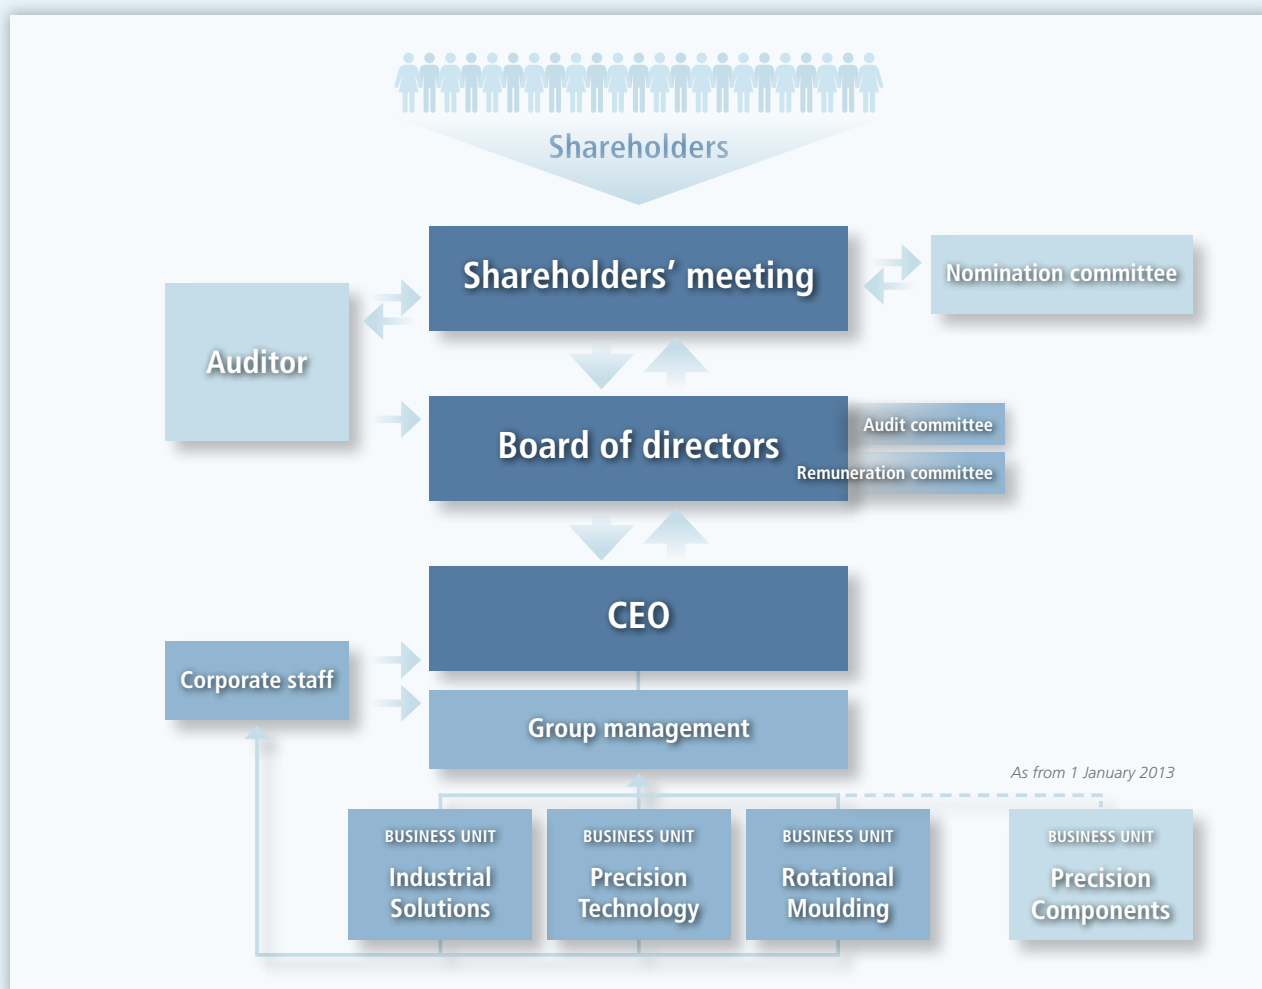 Shareholders
Shareholders’ meeting
Nomination committee
Auditor
Board of directors
Audit committee
Remuneration committee
CEO
Corporate staff
Group management
As from 1 January 2013
BUSINESS UNIT
Industrial
Solutions
BUSINESS UNIT
Precision
Technology
BUSINESS UNIT
Rotational
Moulding
BUSINESS UNIT
Precision
Components